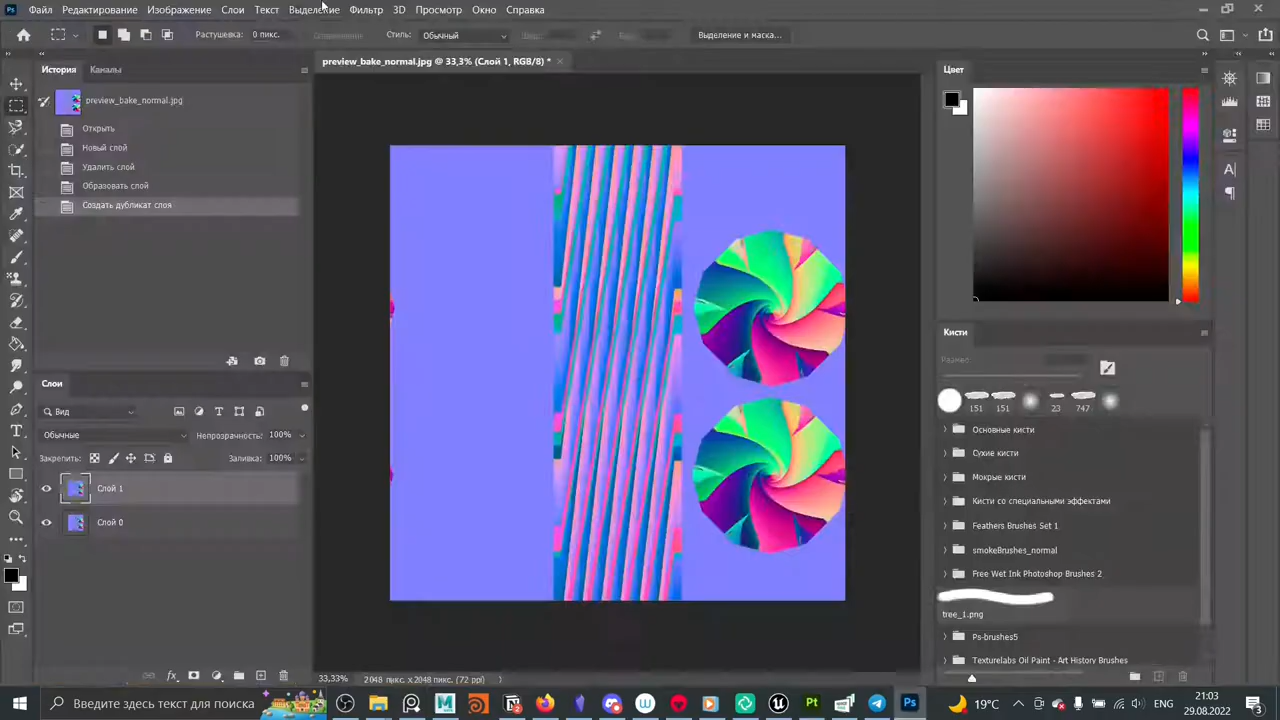 Ps Файл Редактирование Изображение Слои Текст Выделение Фильтр 3D Просмотр Окно Справка
Растушевка: 0 пикс. Стиль: Обычный Выделение и маска...
История Каналы
preview_bake_normal.jpg @ 33,3% (Слой 1, RGB/8) *
Цвет
preview_bake_normal.jpg
Открыть
Новый слой
Удалить слой
Образовать слой
Создать дубликат слоя
Кисти
Размер:
151 151 23 747
Слои
Вид
Обычные Непрозрачность: 100%
Закрепить: Заливка: 100%
Слой 1
Слой 0
Основные кисти
Сухие кисти
Мокрые кисти
Кисти со специальными эффектами
Feathers Brushes Set 1
smokeBrushes_normal
Free Wet Ink Photoshop Brushes 2
tree_1.png
Ps-brushes5
Texturelabs Oil Paint - Art History Brushes
33,33% 2048 пикс. x 2048 пикс. (72 ppi)
Введите здесь текст для поиска
19°C ENG 21:03
29.08.2022